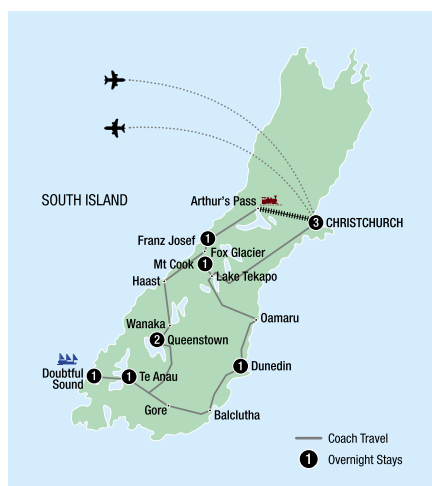 SOUTH ISLAND
Arthur's Pass
3 CHRISTCHURCH
Franz Josef 1
Fox Glacier
Mt Cook 1
Lake Tekapo
Haast
Oamaru
Wanaka
2 Queenstown
Doubtful
Sound 1
1 Te Anau
1 Dunedin
Gore
Balclutha
Coach Travel
1 Overnight Stays